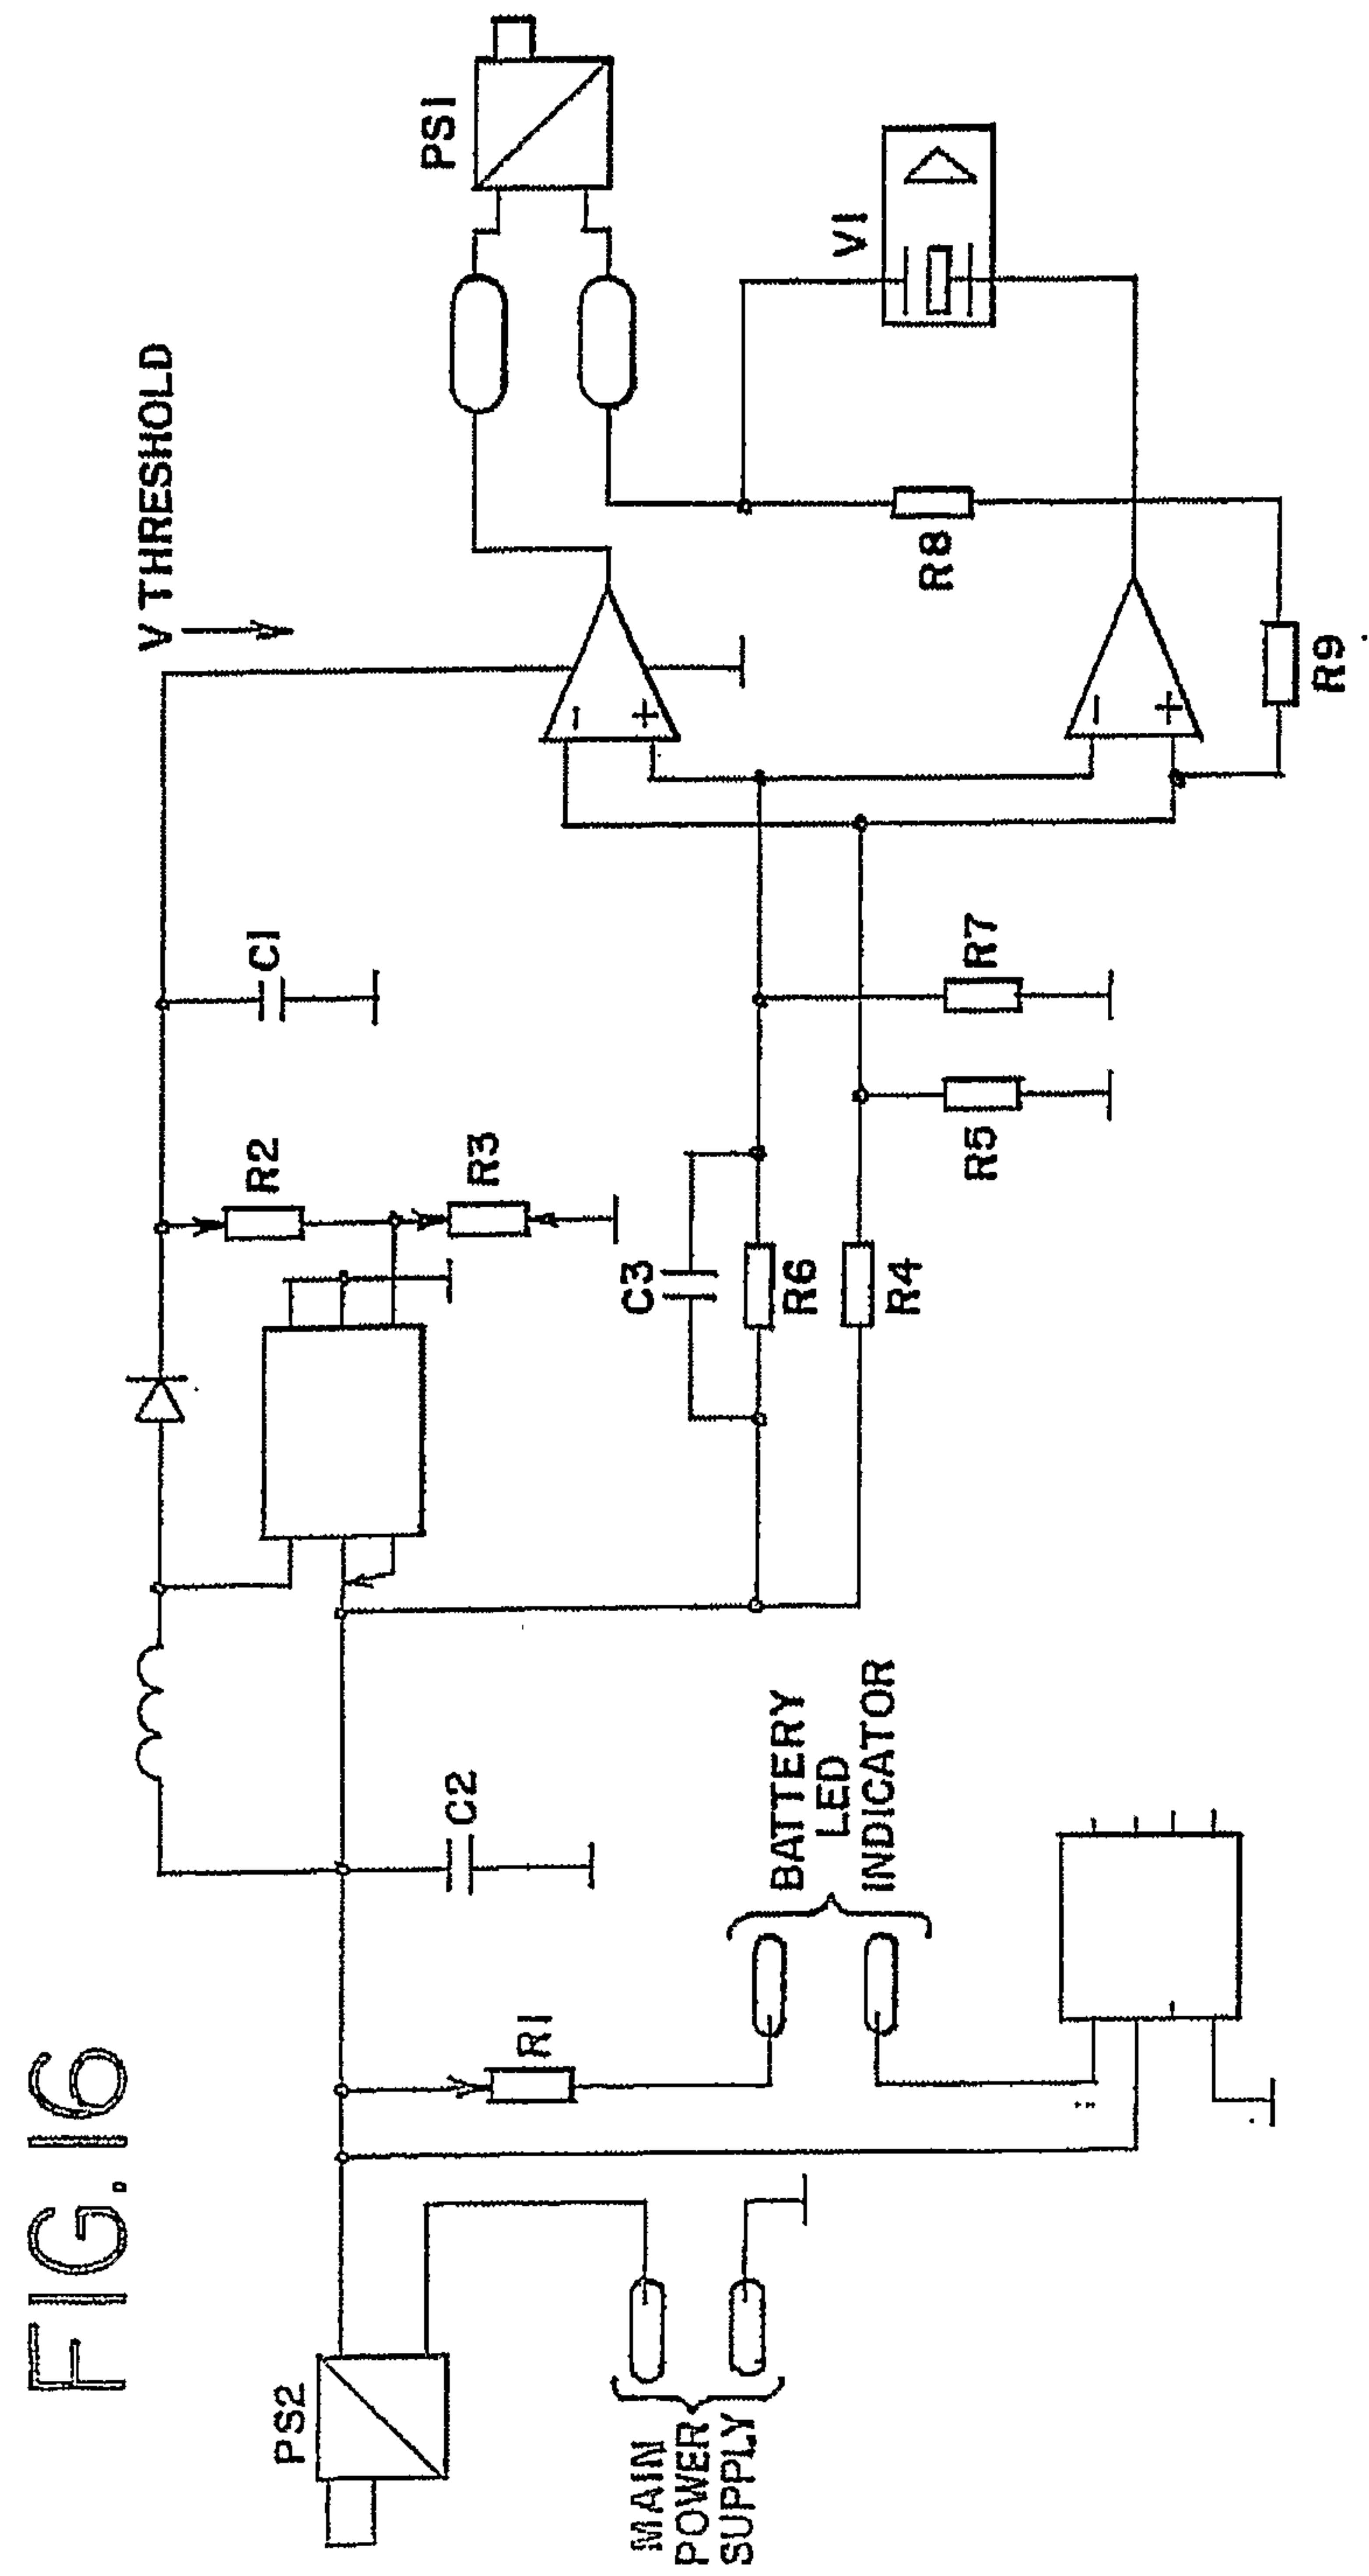 FIG.16
V THRESHOLD
PS1
V1
C1
R2
R3
R8
R9
-
+
-
+
C3
R6
R4
R5
R7
C2
R1
BATTERY
LED
INDICATOR
PS2
MAIN
POWER
SUPPLY